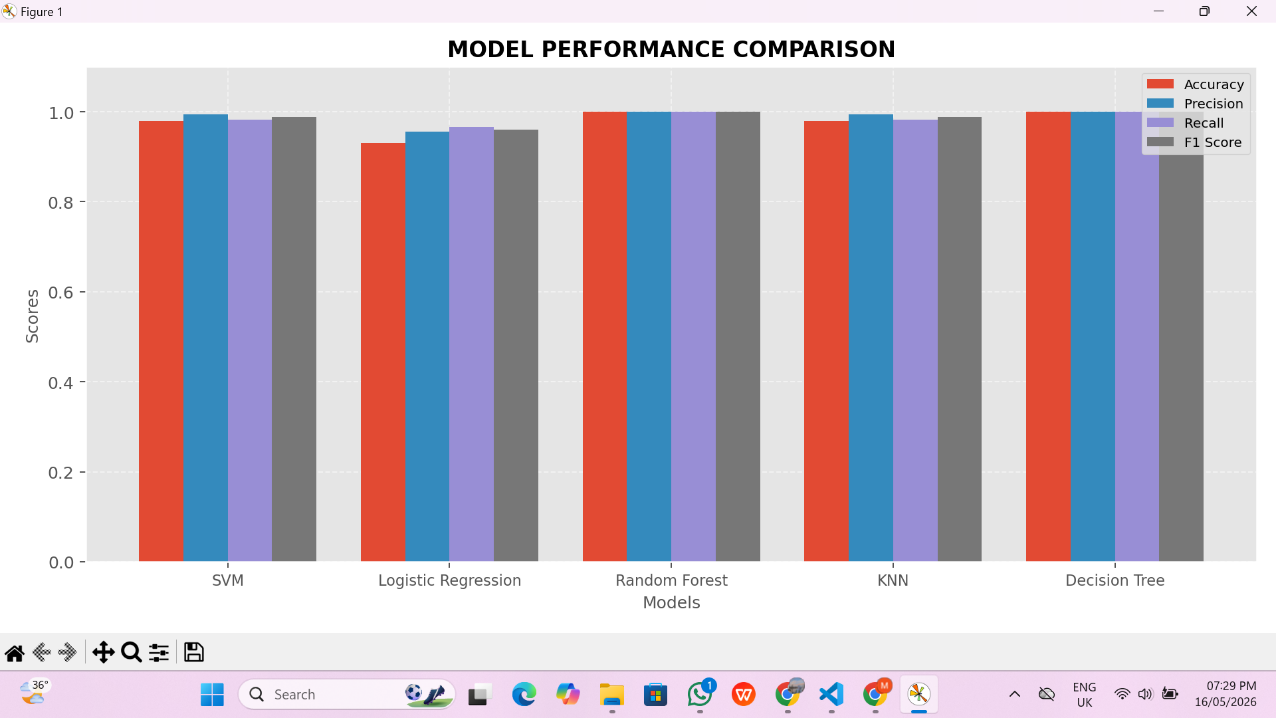 Figure 1
MODEL PERFORMANCE COMPARISON
Accuracy
Precision
Recall
F1 Score
1.0
0.8
0.6
0.4
0.2
0.0
Scores
SVM
Logistic Regression
Random Forest
KNN
Decision Tree
Models
36°
Search
1
M
ENG
UK
07:29 PM
16/05/2026